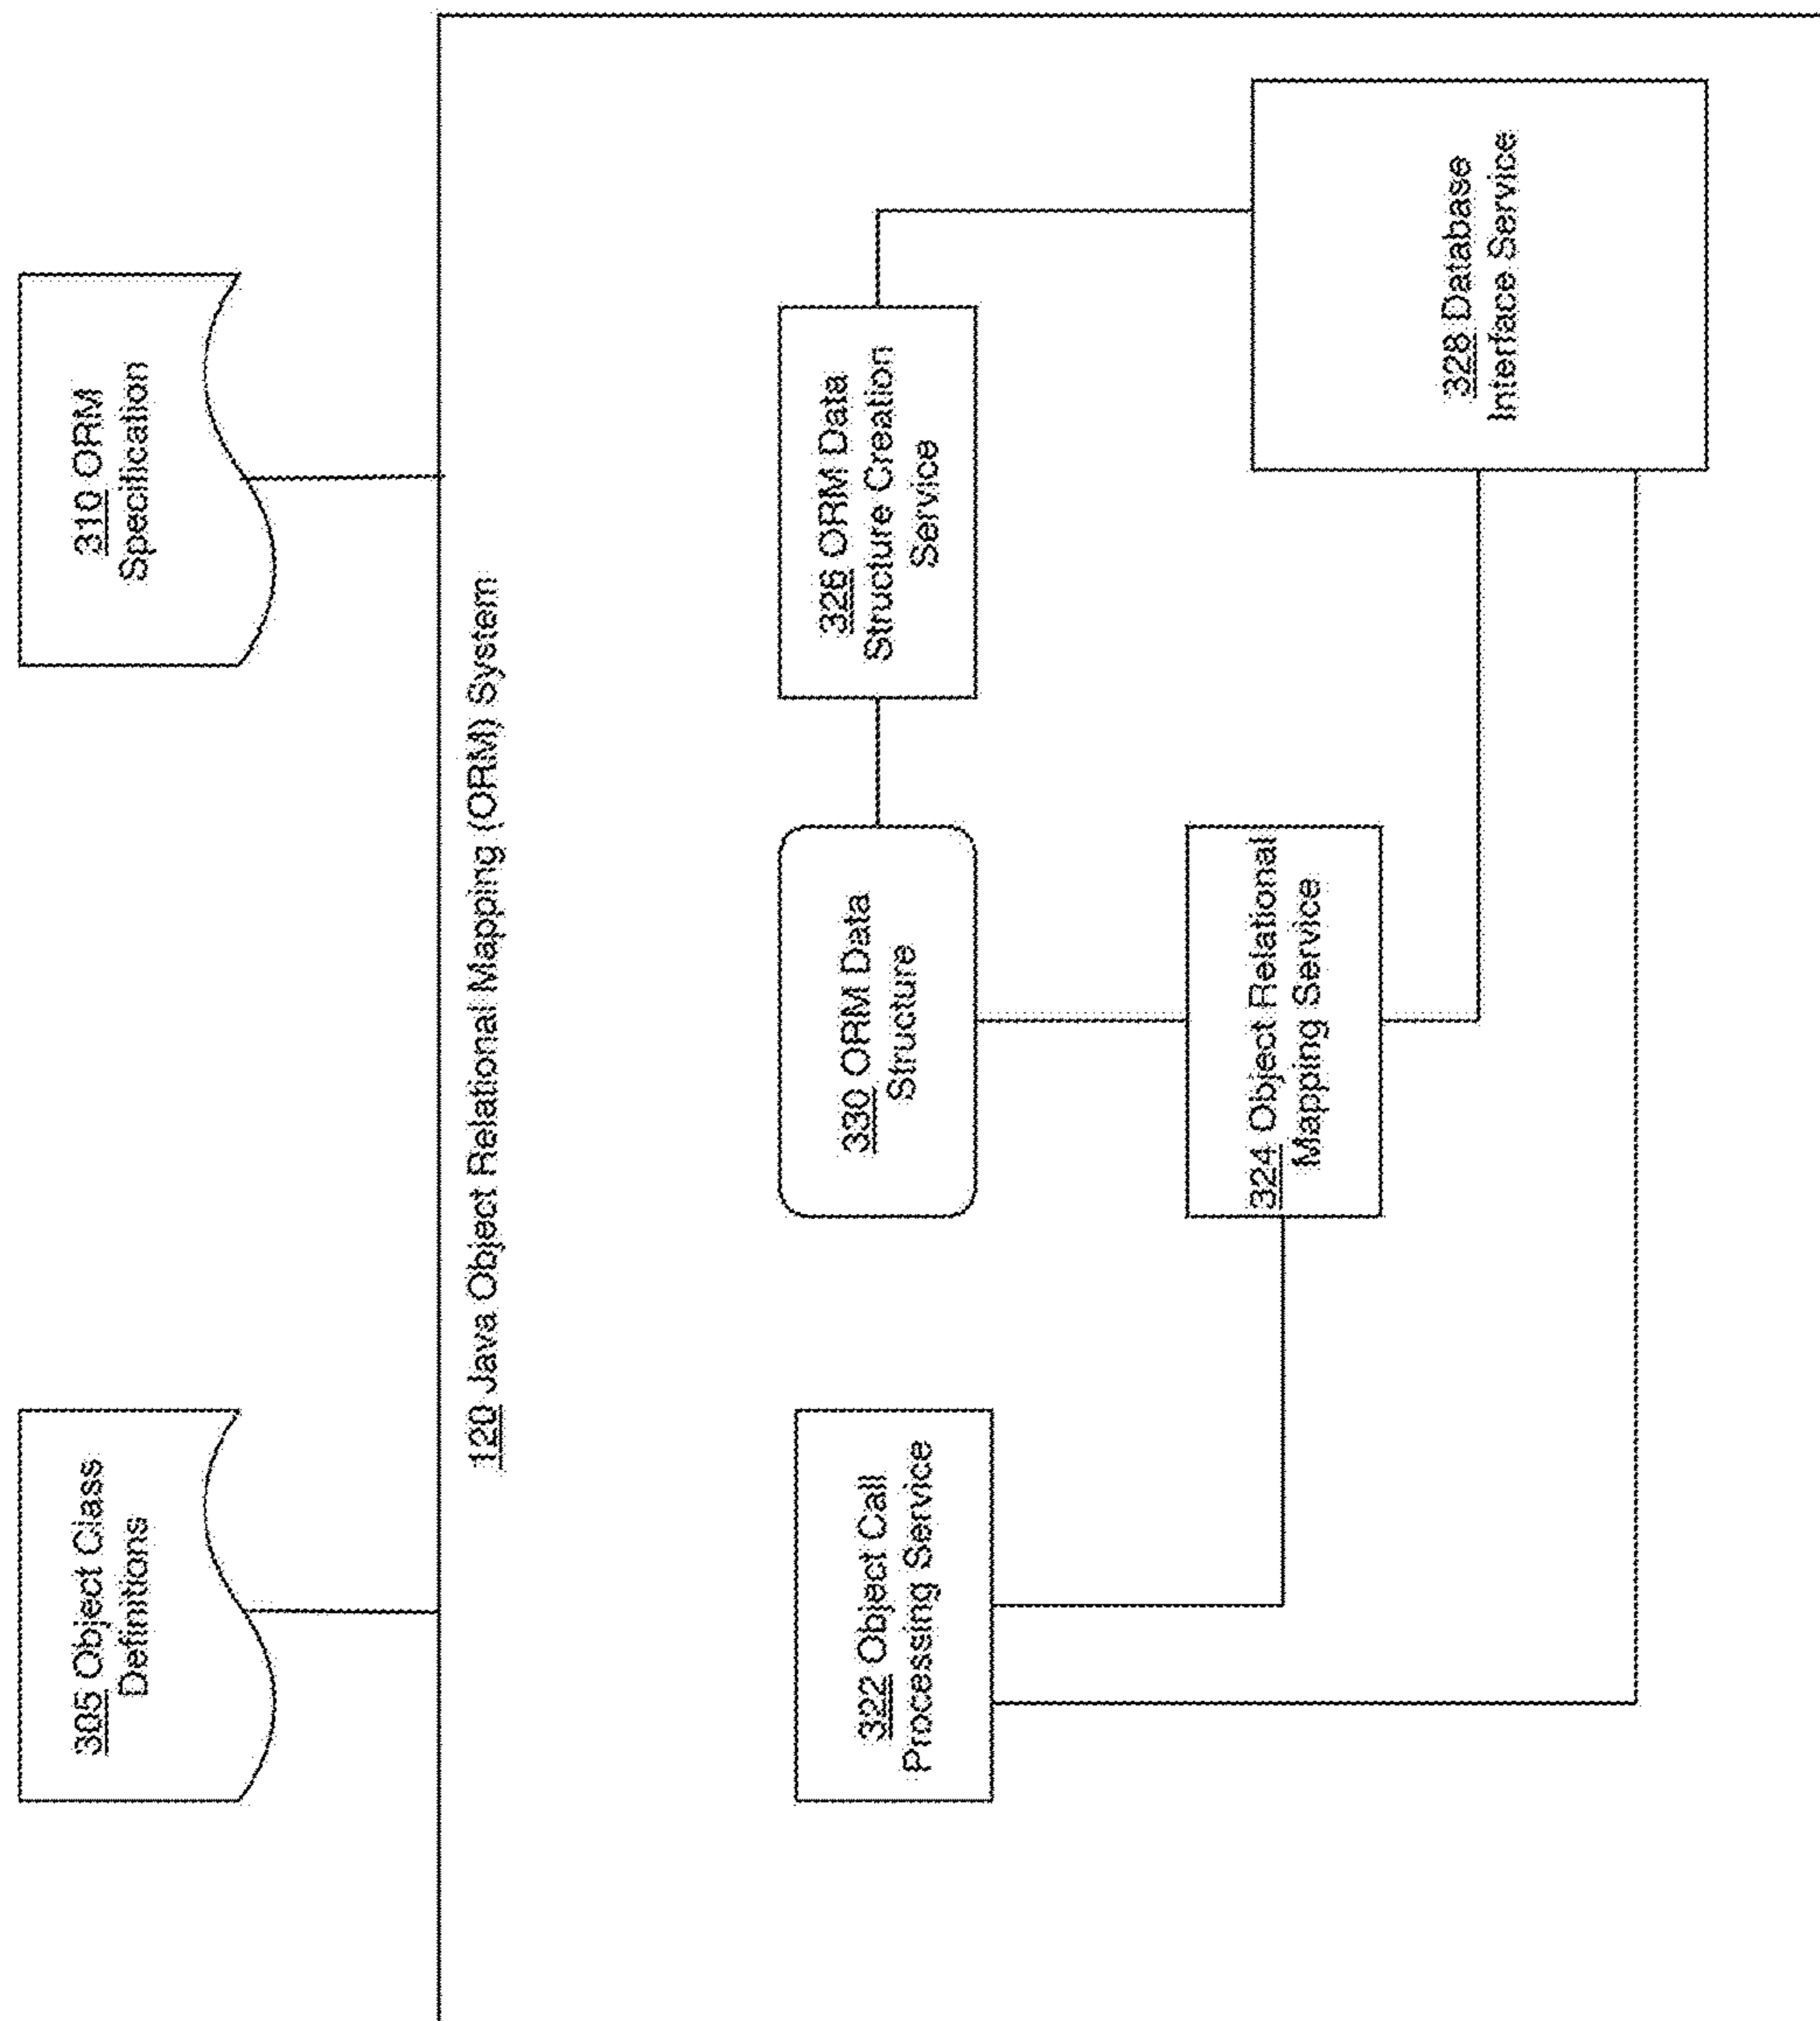 305 Object Class
Definitions
310 ORM
Specification
120 Java Object Relational Mapping (ORM) System
322 Object Call
Processing Service
330 ORM Data
Structure
326 ORM Data
Structure Creation
Service
324 Object Relational
Mapping Service
328 Database
Interface Service